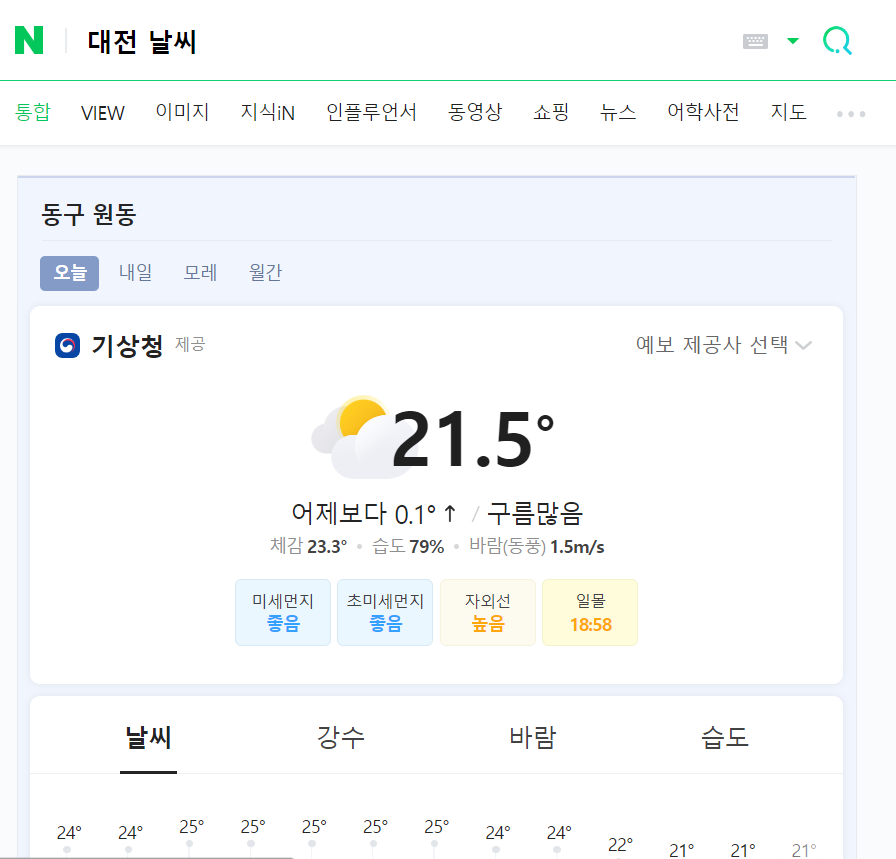 N 대전 날씨
통합 VIEW 이미지 지식iN 인플루언서 동영상 쇼핑 뉴스 어학사전 지도
동구 원동
오늘 내일 모레 월간
기상청 제공 예보 제공사 선택
21.5°
어제보다 0.1° ↑ / 구름많음
체감 23.3° • 습도 79% • 바람(동풍) 1.5m/s
미세먼지 초미세먼지 자외선 일몰
좋음 좋음 높음 18:58
날씨 강수 바람 습도
24° 24° 25° 25° 25° 25° 25° 24° 24° 22° 21° 21° 21°